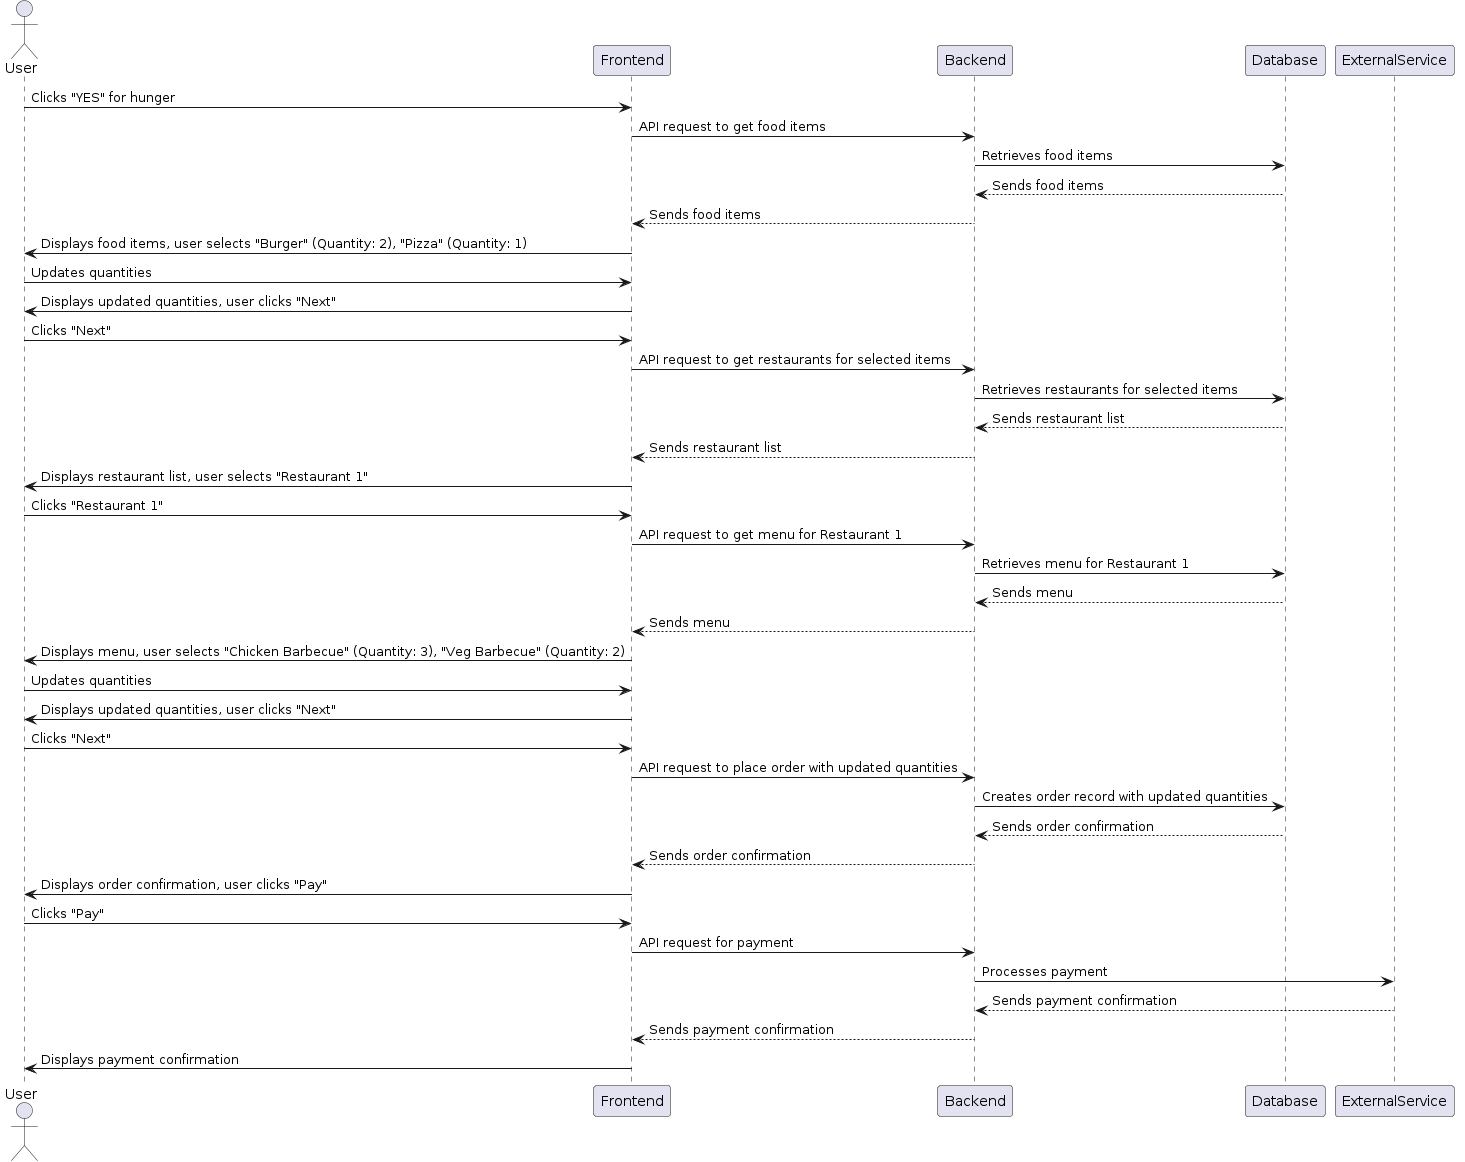 User
Frontend
Backend
Database
ExternalService
Clicks "YES" for hunger
API request to get food items
Retrieves food items
Sends food items
Sends food items
Displays food items, user selects "Burger" (Quantity: 2), "Pizza" (Quantity: 1)
Updates quantities
Displays updated quantities, user clicks "Next"
Clicks "Next"
API request to get restaurants for selected items
Retrieves restaurants for selected items
Sends restaurant list
Sends restaurant list
Displays restaurant list, user selects "Restaurant 1"
Clicks "Restaurant 1"
API request to get menu for Restaurant 1
Retrieves menu for Restaurant 1
Sends menu
Sends menu
Displays menu, user selects "Chicken Barbecue" (Quantity: 3), "Veg Barbecue" (Quantity: 2)
Updates quantities
Displays updated quantities, user clicks "Next"
Clicks "Next"
API request to place order with updated quantities
Creates order record with updated quantities
Sends order confirmation
Sends order confirmation
Displays order confirmation, user clicks "Pay"
Clicks "Pay"
API request for payment
Processes payment
Sends payment confirmation
Sends payment confirmation
Displays payment confirmation
User
Frontend
Backend
Database
ExternalService